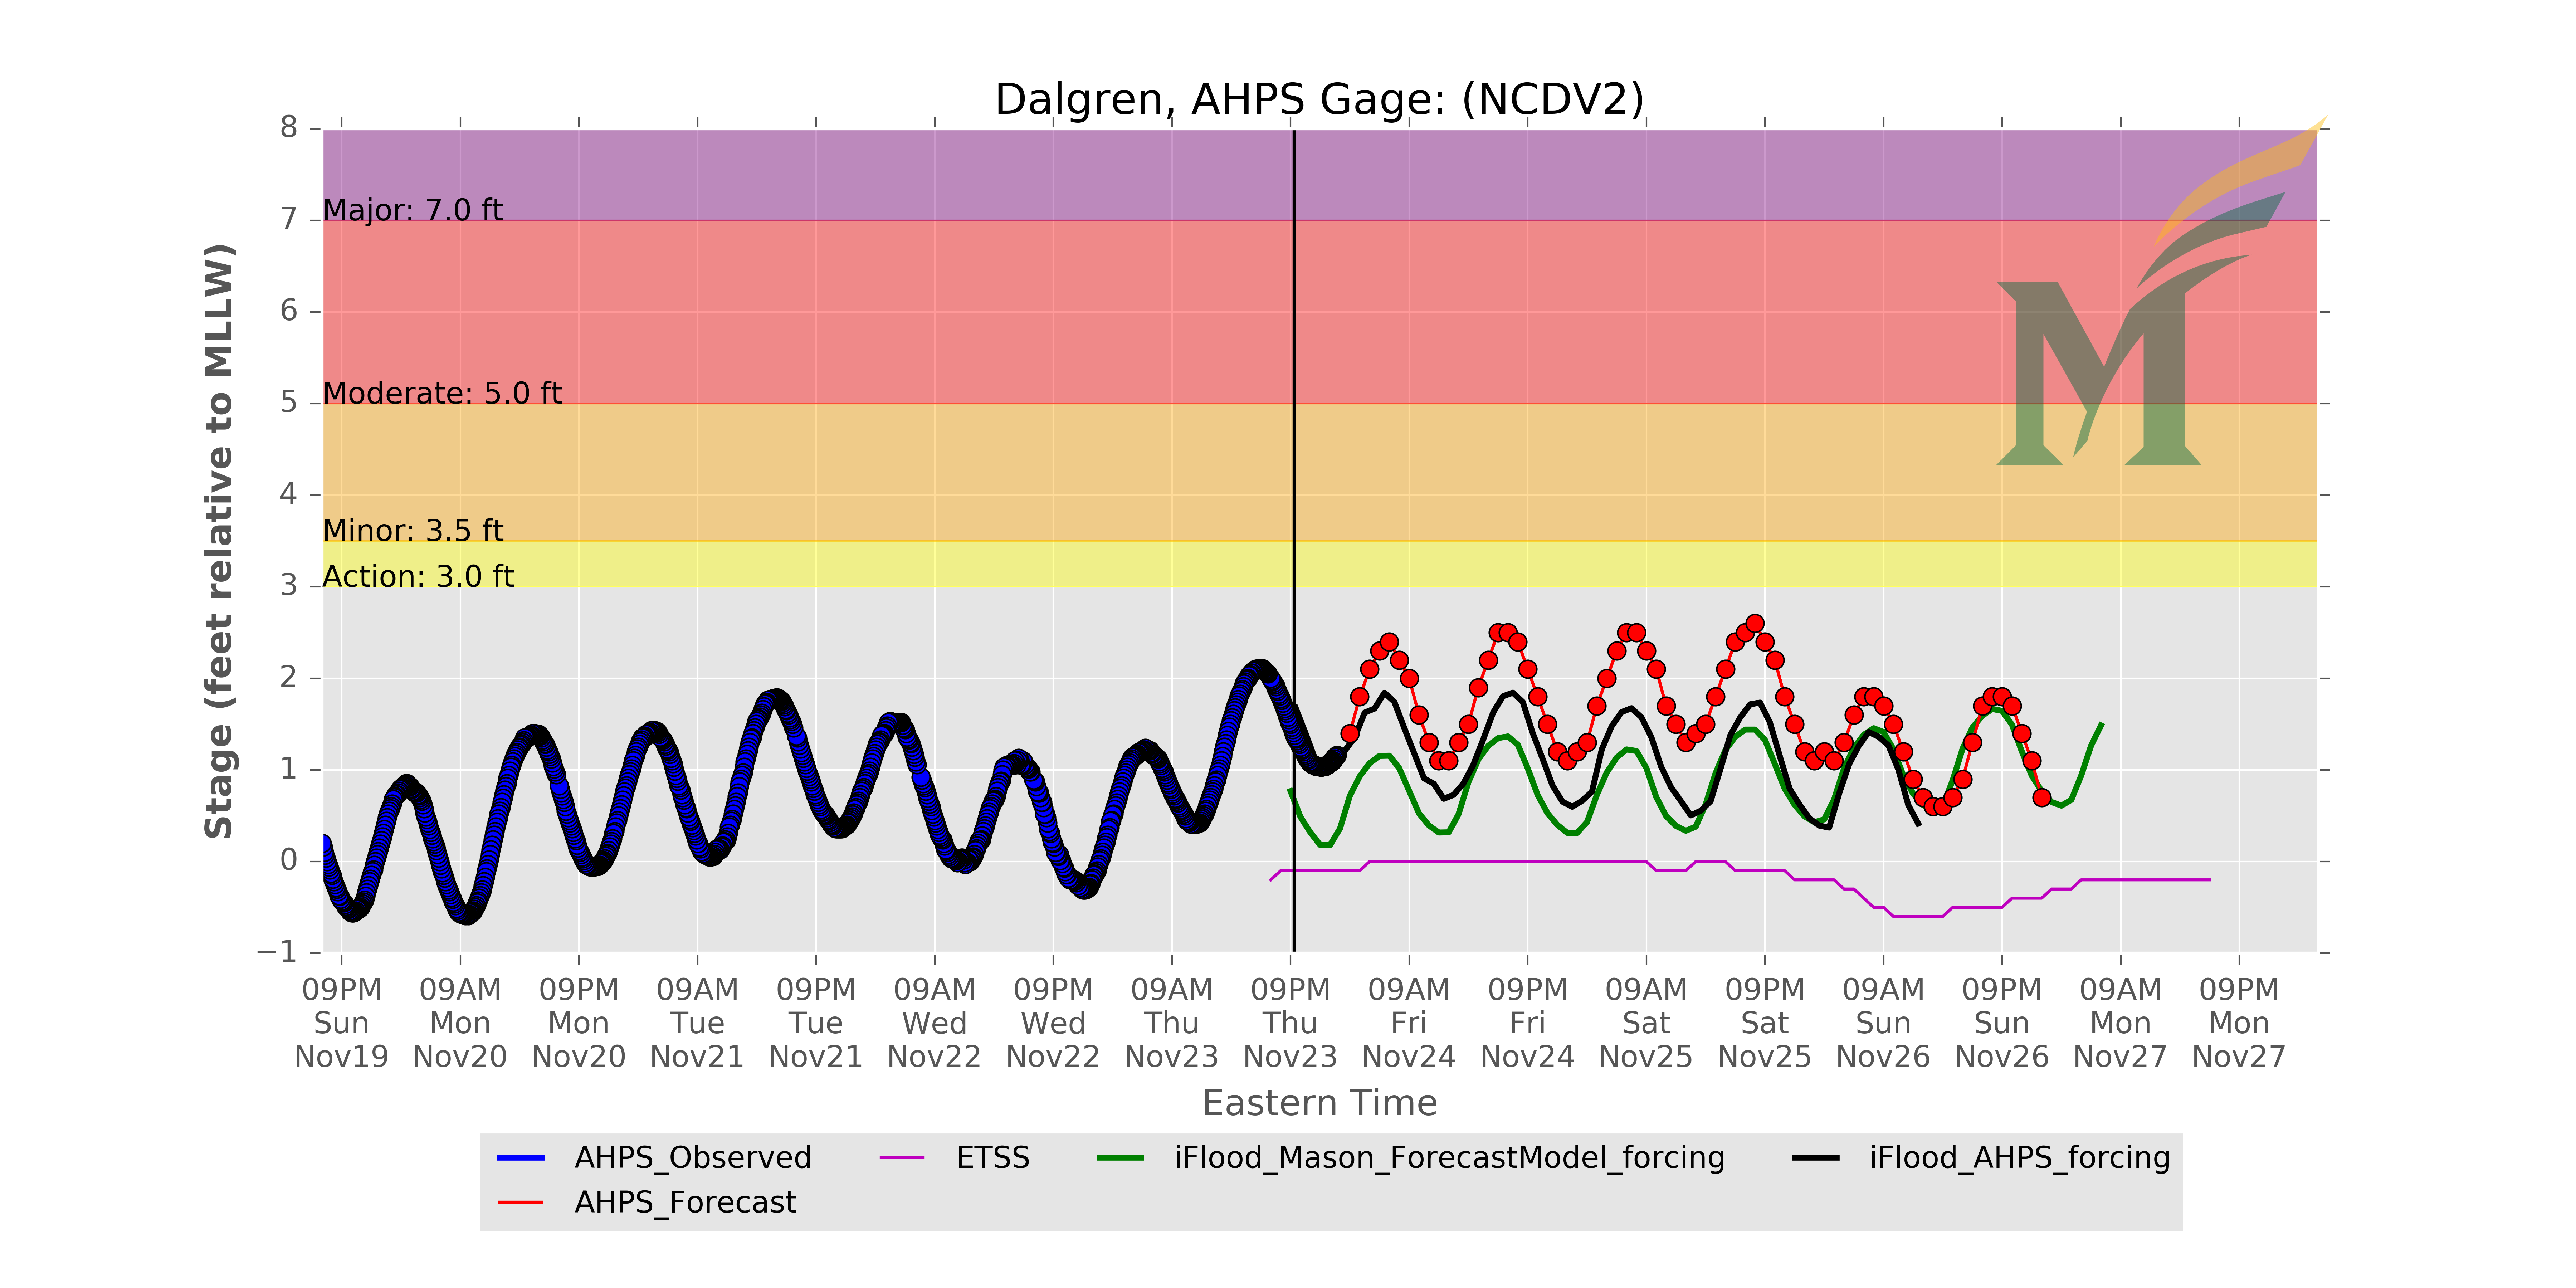 Dalgren, AHPS Gage: (NCDV2)
8
7
6
5
4
3
2
1
0
−1
Stage (feet relative to MLLW)
Major: 7.0 ft
Moderate: 5.0 ft
Minor: 3.5 ft
Action: 3.0 ft
M
09PM 09AM 09PM 09AM 09PM 09AM 09PM 09AM 09PM 09AM 09PM 09AM 09PM 09AM 09PM 09AM 09PM
Sun Mon Mon Tue Tue Wed Wed Thu Thu Fri Fri Sat Sat Sun Sun Mon Mon
Nov19 Nov20 Nov20 Nov21 Nov21 Nov22 Nov22 Nov23 Nov23 Nov24 Nov24 Nov25 Nov25 Nov26 Nov26 Nov27 Nov27
Eastern Time
AHPS_Observed ETSS iFlood_Mason_ForecastModel_forcing iFlood_AHPS_forcing
AHPS_Forecast